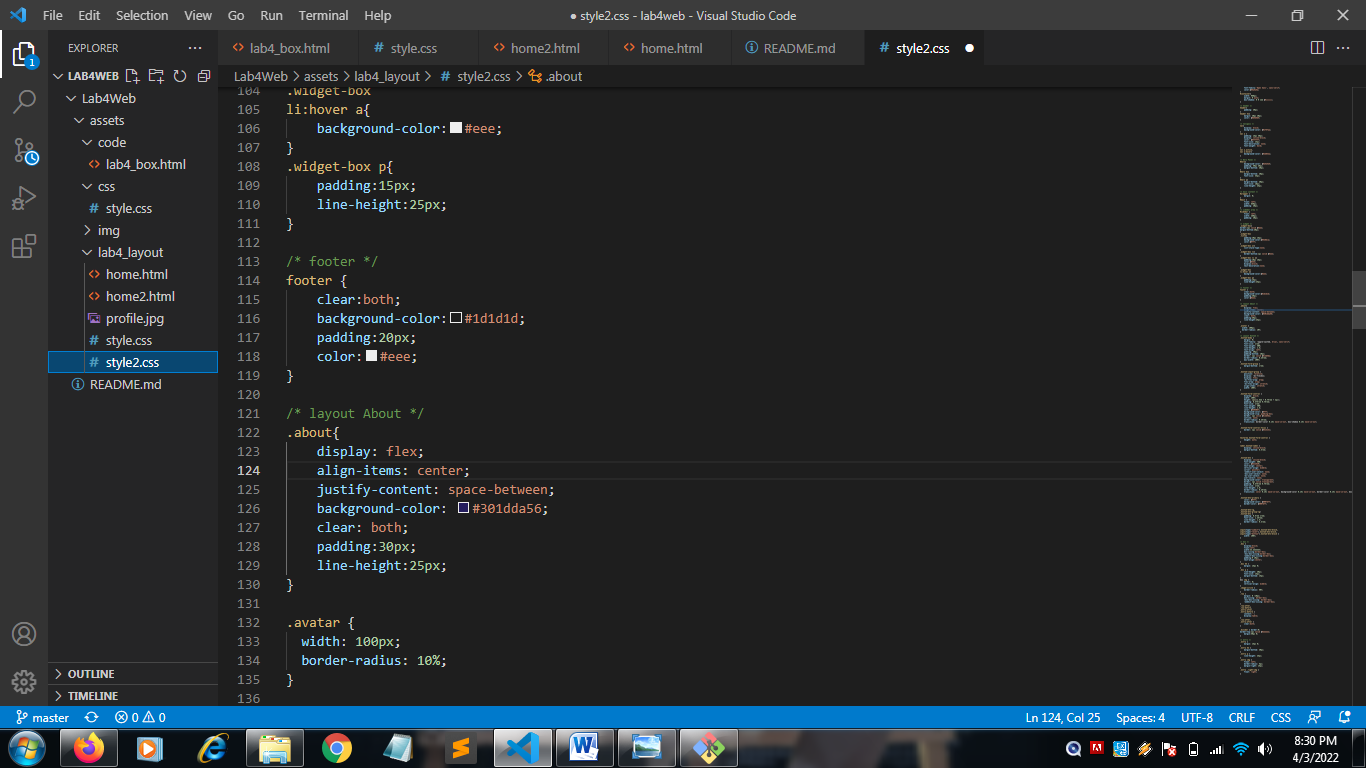 File Edit Selection View Go Run Terminal Help
● style2.css - lab4web - Visual Studio Code
EXPLORER
lab4_box.html style.css home2.html home.html README.md style2.css
LAB4WEB
Lab4Web > assets > lab4_layout > # style2.css > .about
1
Lab4Web
assets
code
lab4_box.html
css
# style.css
img
lab4_layout
home.html
home2.html
profile.jpg
# style.css
# style2.css
README.md
OUTLINE
TIMELINE
104 .widget-box
105 li:hover a{
106 background-color:#eee;
107 }
108 .widget-box p{
109 padding:15px;
110 line-height:25px;
111 }
112
113 /* footer */
114 footer {
115 clear:both;
116 background-color:#1d1d1d;
117 padding:20px;
118 color:#eee;
119 }
120
121 /* layout About */
122 .about{
123 display: flex;
124 align-items: center;
125 justify-content: space-between;
126 background-color: #301dda56;
127 clear: both;
128 padding:30px;
129 line-height:25px;
130 }
131
132 .avatar {
133 width: 100px;
134 border-radius: 10%;
135 }
136
master 0 0 Ln 124, Col 25 Spaces: 4 UTF-8 CRLF CSS
8:30 PM
4/3/2022